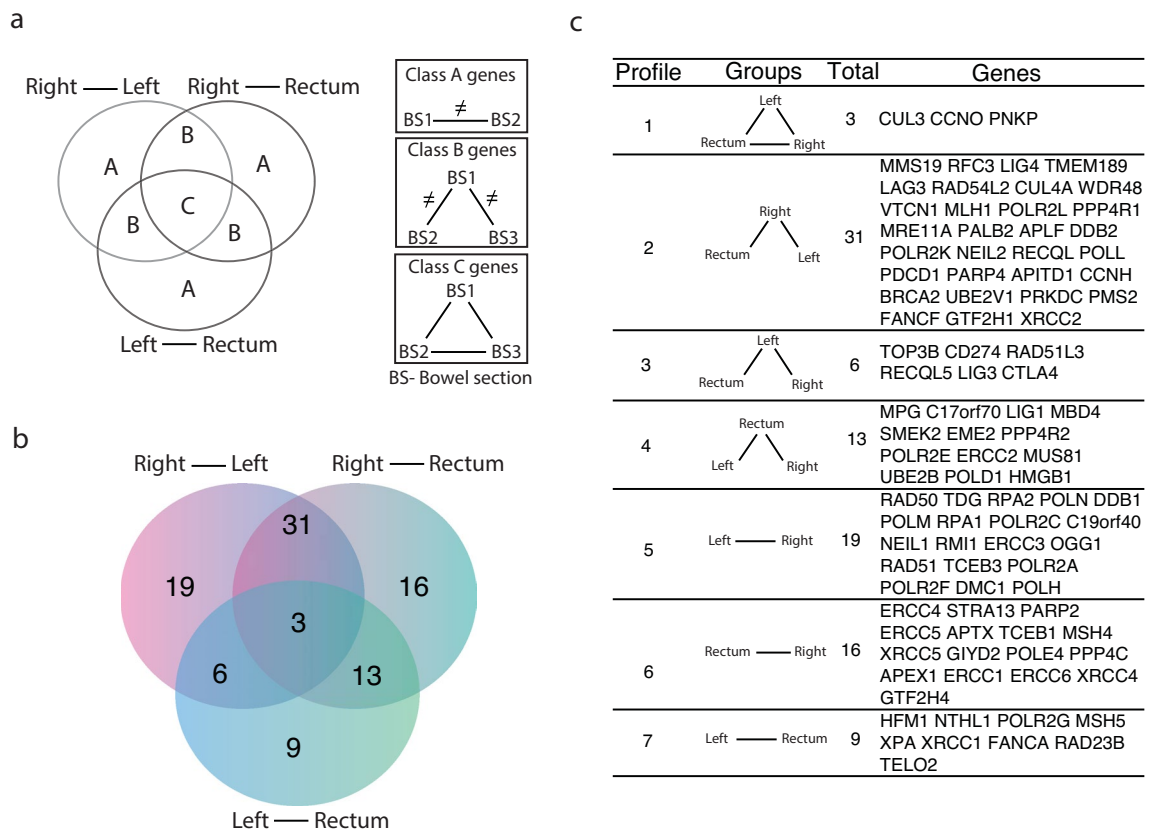 a
Right — Left
Right — Rectum
B
A
A
C
B
B
A
Left — Rectum
Class A genes
≠
BS1 — BS2
Class B genes
BS1
≠
≠
BS2
BS3
Class C genes
BS1
BS2
BS3
BS- Bowel section
b
Right — Left
Right — Rectum
31
19
16
3
6
13
9
Left — Rectum
c
Profile Groups Total Genes
Left
1
Rectum
Right
3
CUL3 CCNO PNKP
2
Right
Rectum
Left
31
MMS19 RFC3 LIG4 TMEM189
LAG3 RAD54L2 CUL4A WDR48
VTCN1 MLH1 POLR2L PPP4R1
MRE11A PALB2 APLF DDB2
POLR2K NEIL2 RECQL POLL
PDCD1 PARP4 APITD1 CCNH
BRCA2 UBE2V1 PRKDC PMS2
FANCF GTF2H1 XRCC2
3
Left
Rectum
Right
6
TOP3B CD274 RAD51L3
RECQL5 LIG3 CTLA4
4
Rectum
Left
Right
13
MPG C17orf70 LIG1 MBD4
SMEK2 EME2 PPP4R2
POLR2E ERCC2 MUS81
UBE2B POLD1 HMGB1
5
Left — Right
19
RAD50 TDG RPA2 POLN DDB1
POLM RPA1 POLR2C C19orf40
NEIL1 RMI1 ERCC3 OGG1
RAD51 TCEB3 POLR2A
POLR2F DMC1 POLH
6
Rectum — Right
16
ERCC4 STRA13 PARP2
ERCC5 APTX TCEB1 MSH4
XRCC5 GIYD2 POLE4 PPP4C
APEX1 ERCC1 ERCC6 XRCC4
GTF2H4
7
Left — Rectum
9
HFM1 NTHL1 POLR2G MSH5
XPA XRCC1 FANCA RAD23B
TELO2